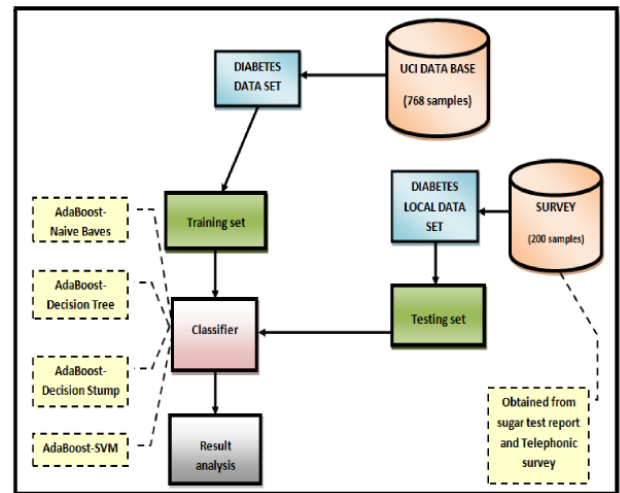 DIABETES
DATA SET
UCI DATA BASE
(768 samples)
DIABETES
LOCAL DATA
SET
SURVEY
(200 samples)
AdaBoost-
Naive Baves
Training set
AdaBoost-
Decision Tree
Classifier
Testing set
AdaBoost-
Decision Stump
AdaBoost-SVM
Result
analysis
Obtained from
sugar test report
and Telephonic
survey